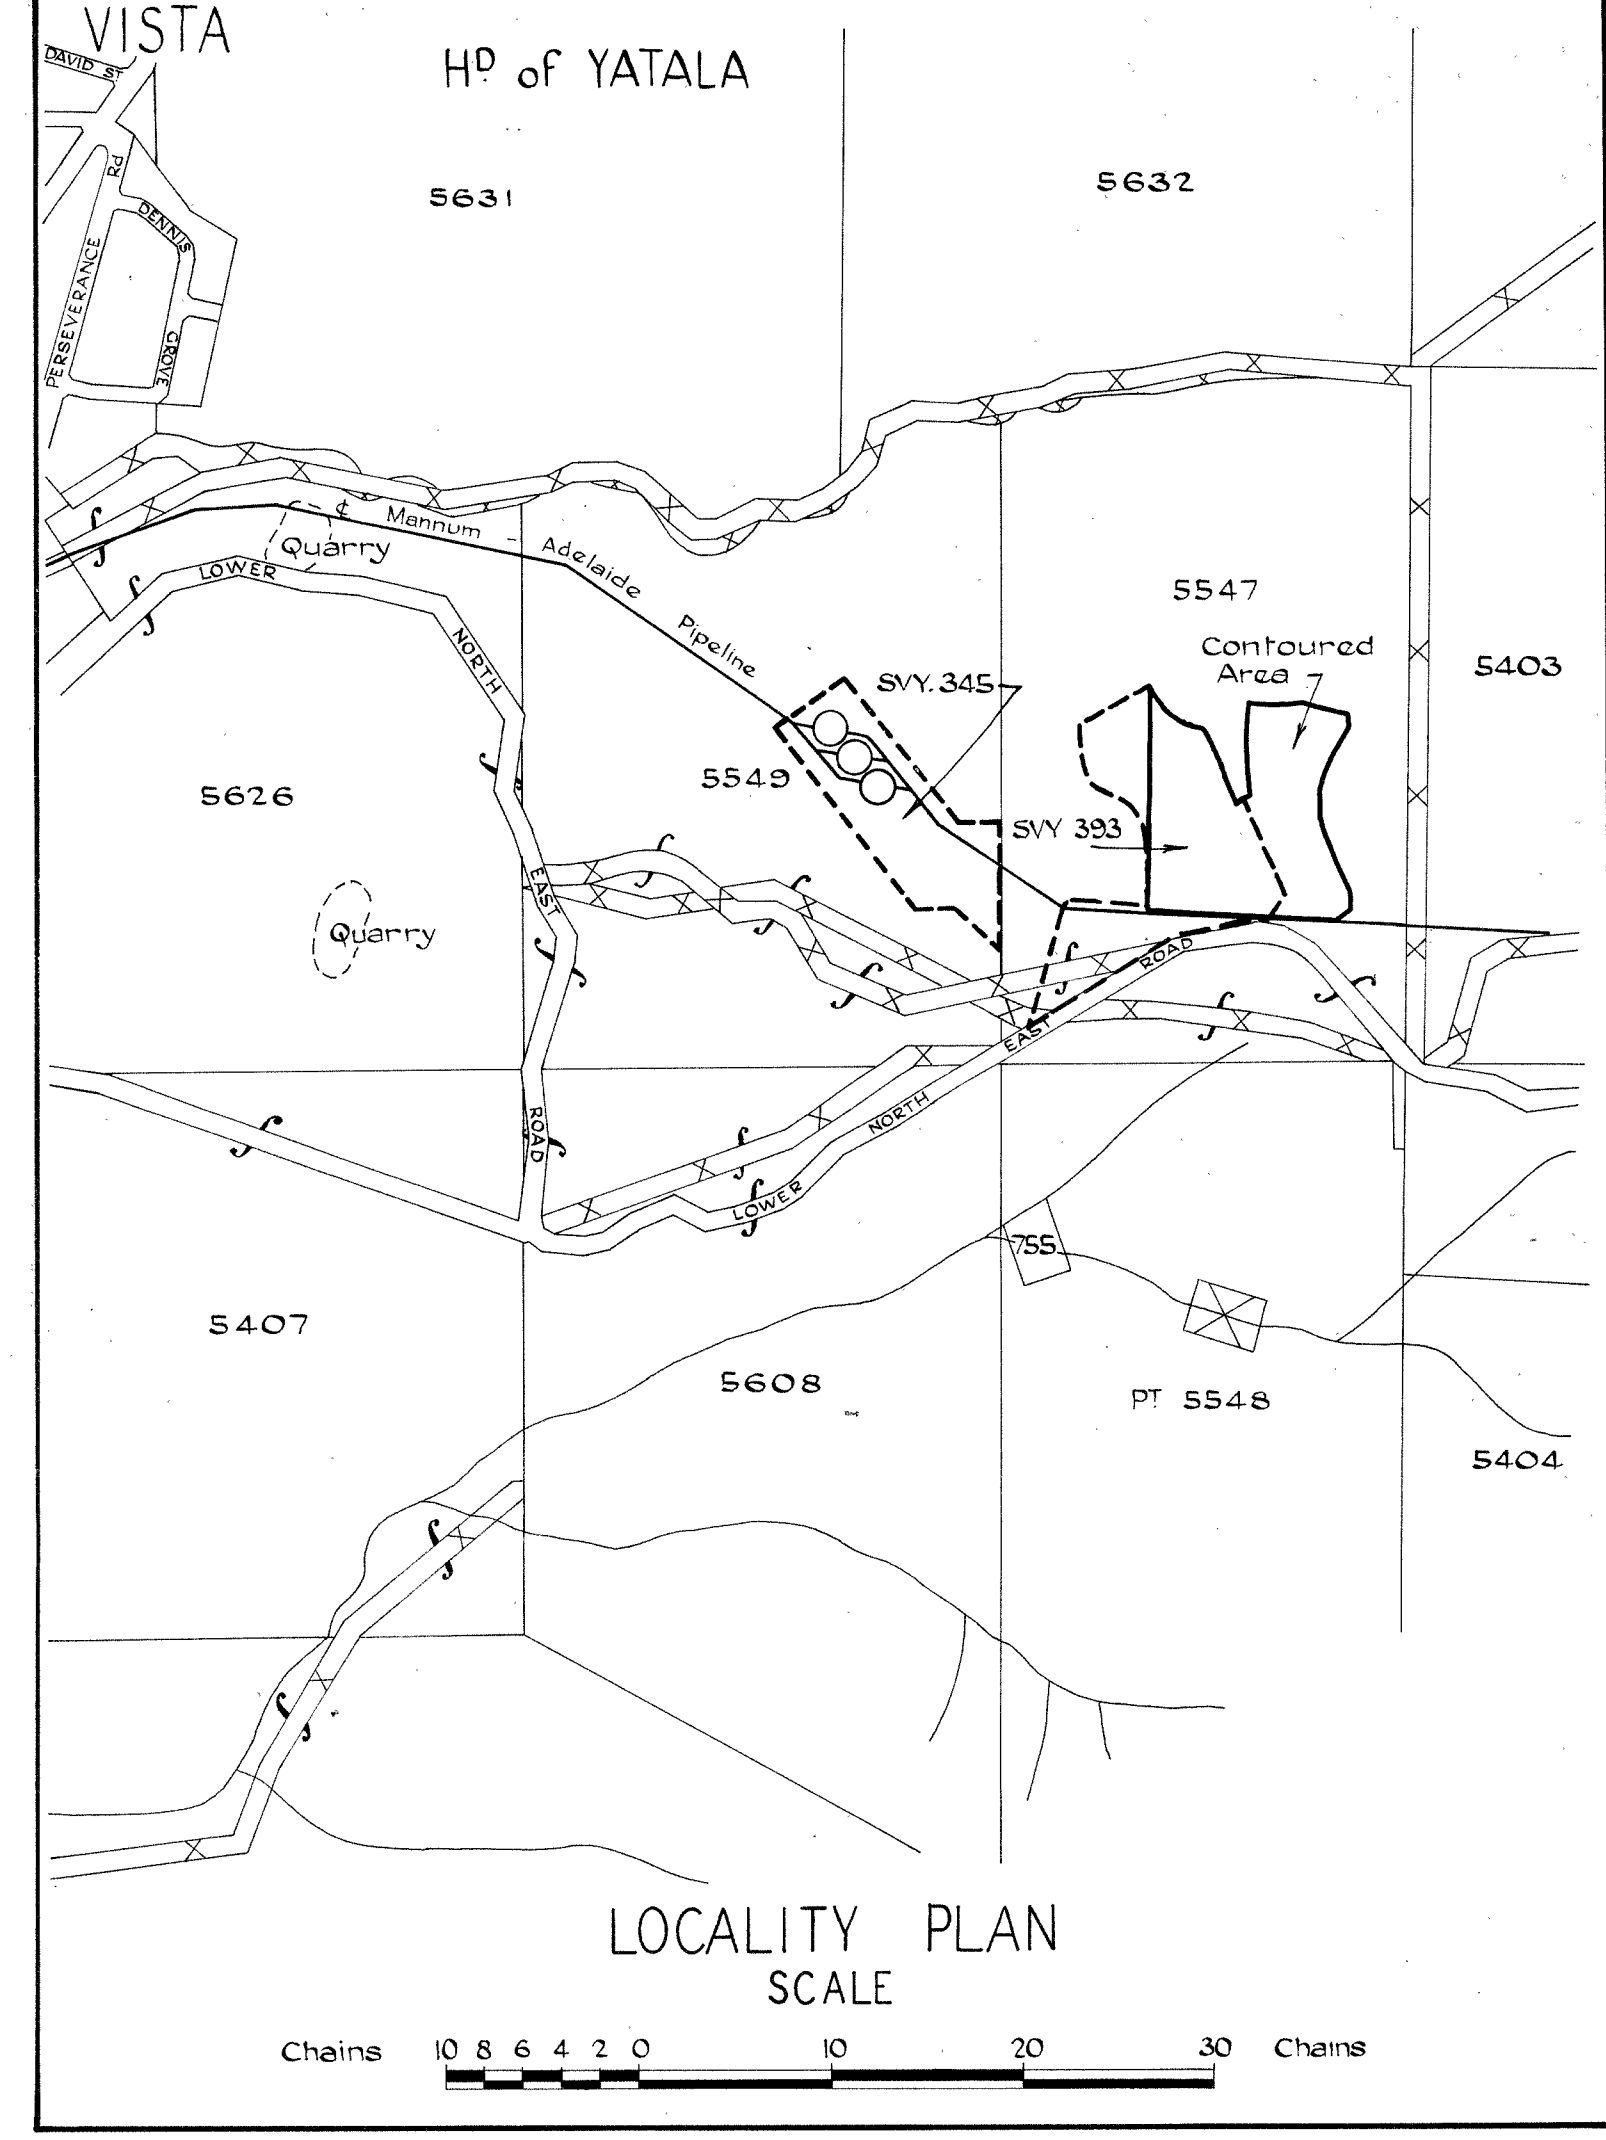 VISTA
HD of YATALA
DAVID ST
Rd
PERSEVERANCE
DENNIS
GROVE
5631
5632
℄ Mannum - Adelaide Pipeline
Quarry
LOWER
NORTH
EAST
ROAD
5547
Contoured
Area
5403
SVY. 345
5549
SVY 393
5626
Quarry
ROAD
EAST
NORTH
LOWER
755
5407
5608
PT 5548
5404
LOCALITY PLAN
SCALE
Chains 10 8 6 4 2 0 10 20 30 Chains